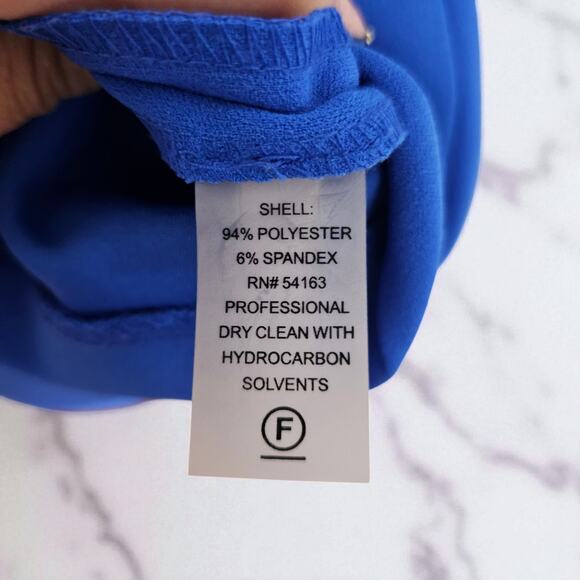 SHELL:
94% POLYESTER
6% SPANDEX
RN# 54163
PROFESSIONAL
DRY CLEAN WITH
HYDROCARBON
SOLVENTS
F